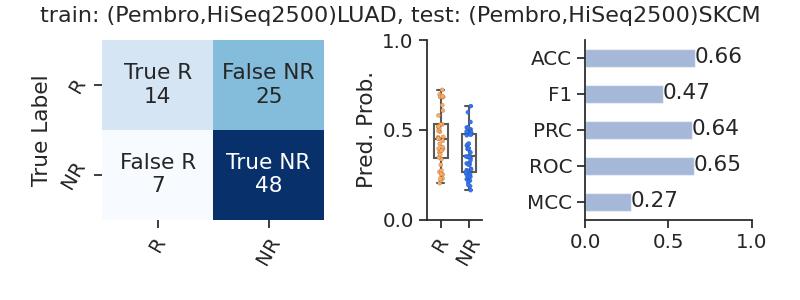 train: (Pembro,HiSeq2500)LUAD, test: (Pembro,HiSeq2500)SKCM
True Label
R
NR
True R
14
False NR
25
False R
7
True NR
48
R
NR
Pred. Prob.
1.0
0.5
0.0
R
NR
ACC
0.66
F1
0.47
PRC
0.64
ROC
0.65
MCC
0.27
0.0
0.5
1.0